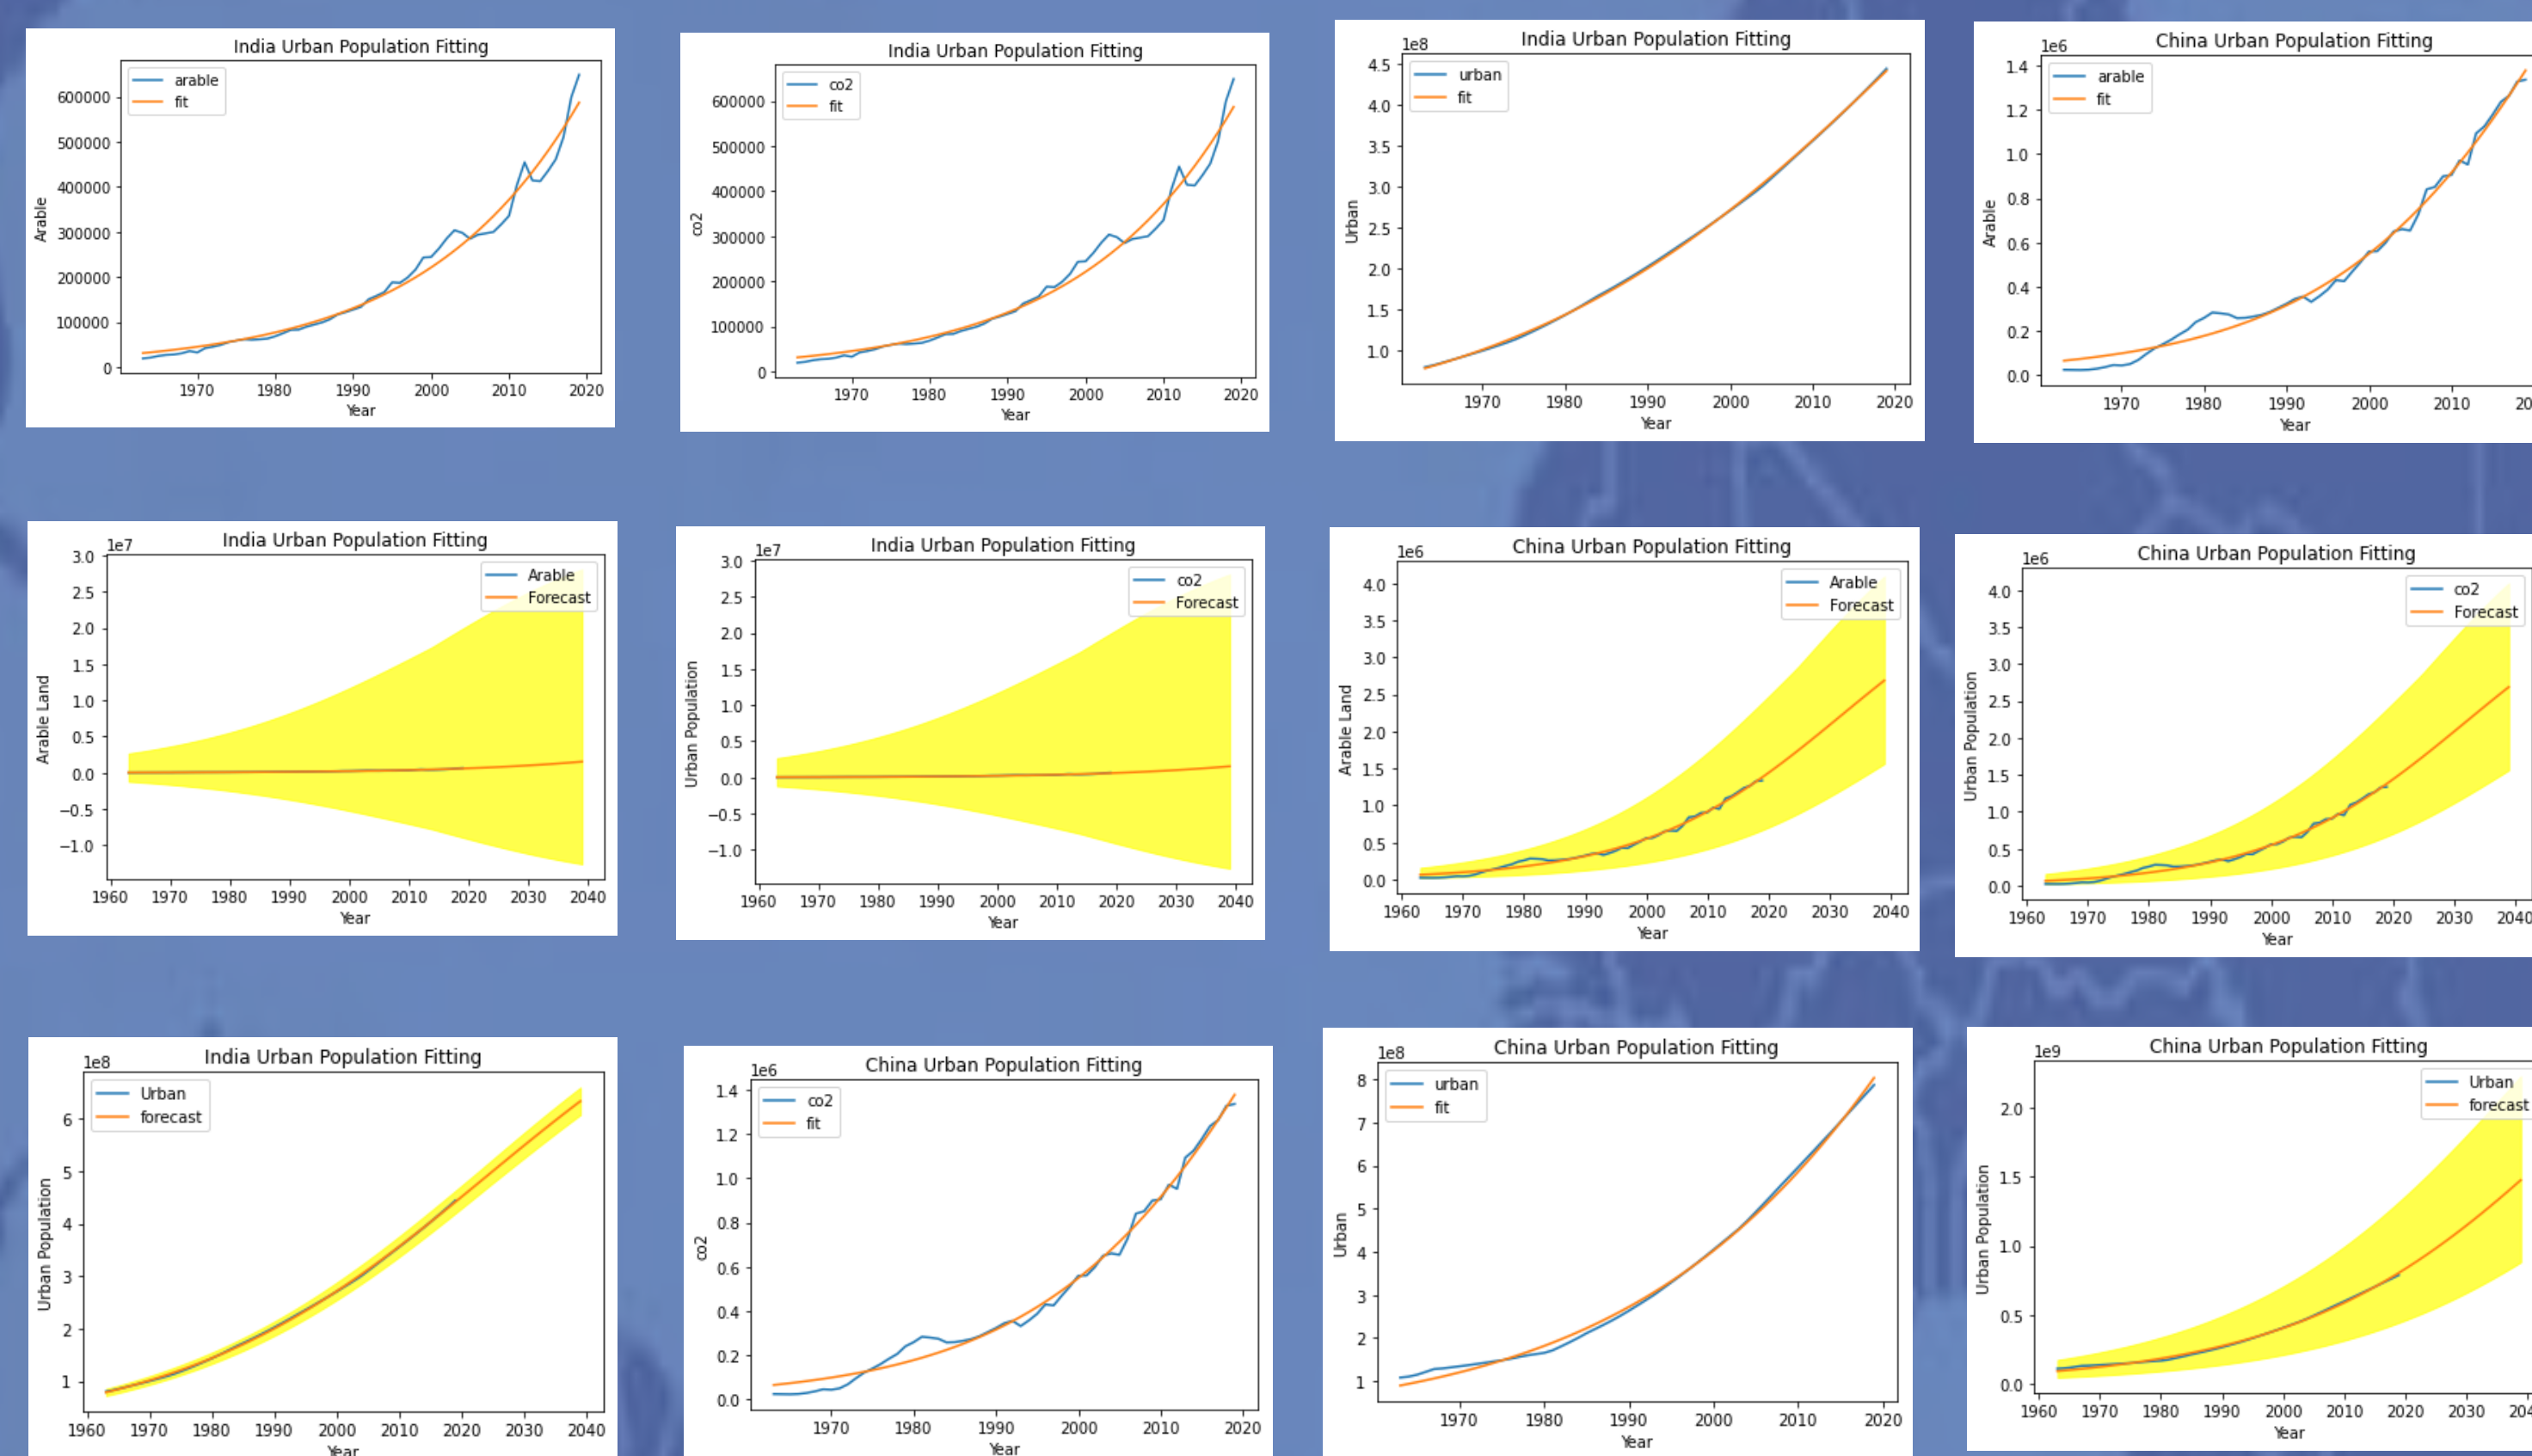 India Urban Population Fitting
arable
fit
600000
500000
400000
300000
200000
100000
0
Arable
1970 1980 1990 2000 2010 2020
Year
India Urban Population Fitting
co2
fit
600000
500000
400000
300000
200000
100000
0
co2
1970 1980 1990 2000 2010 2020
Year
India Urban Population Fitting
1e8
urban
fit
4.5
4.0
3.5
3.0
2.5
2.0
1.5
1.0
Urban
1970 1980 1990 2000 2010 2020
Year
China Urban Population Fitting
1e6
arable
fit
1.4
1.2
1.0
0.8
0.6
0.4
0.2
0.0
Arable
1970 1980 1990 2000 2010 20
Year
India Urban Population Fitting
1e7
Arable
Forecast
3.0
2.5
2.0
1.5
1.0
0.5
0.0
−0.5
−1.0
Arable Land
1960 1970 1980 1990 2000 2010 2020 2030 2040
Year
India Urban Population Fitting
1e7
co2
Forecast
3.0
2.5
2.0
1.5
1.0
0.5
0.0
−0.5
−1.0
Urban Population
1960 1970 1980 1990 2000 2010 2020 2030 2040
Year
China Urban Population Fitting
1e6
Arable
Forecast
4.0
3.5
3.0
2.5
2.0
1.5
1.0
0.5
0.0
Arable Land
1960 1970 1980 1990 2000 2010 2020 2030 2040
Year
China Urban Population Fitting
1e6
co2
Forecast
4.0
3.5
3.0
2.5
2.0
1.5
1.0
0.5
0.0
Urban Population
1960 1970 1980 1990 2000 2010 2020 2030 2040
Year
India Urban Population Fitting
1e8
Urban
forecast
6
5
4
3
2
1
Urban Population
1960 1970 1980 1990 2000 2010 2020 2030 2040
Year
China Urban Population Fitting
1e6
co2
fit
1.4
1.2
1.0
0.8
0.6
0.4
0.2
0.0
co2
1970 1980 1990 2000 2010 2020
Year
China Urban Population Fitting
1e8
urban
fit
8
7
6
5
4
3
2
1
Urban
1970 1980 1990 2000 2010 2020
Year
China Urban Population Fitting
1e9
Urban
forecast
2.0
1.5
1.0
0.5
0.0
Urban Population
1960 1970 1980 1990 2000 2010 2020 2030 204
Year